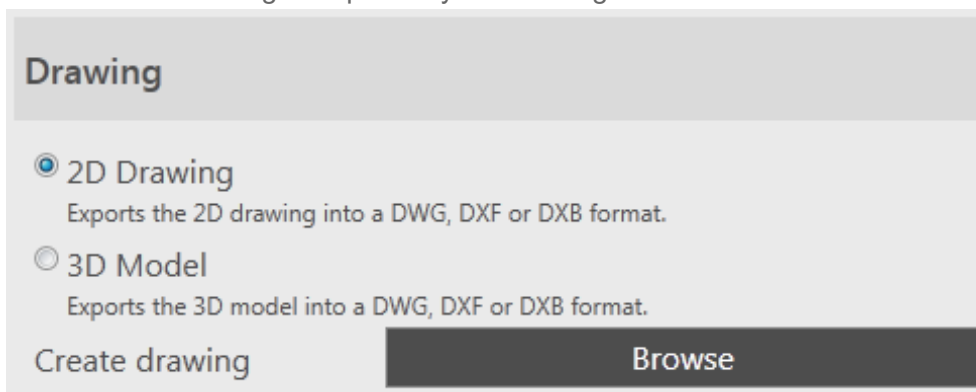 Drawing
2D Drawing
Exports the 2D drawing into a DWG, DXF or DXB format.
3D Model
Exports the 3D model into a DWG, DXF or DXB format.
Create drawing Browse